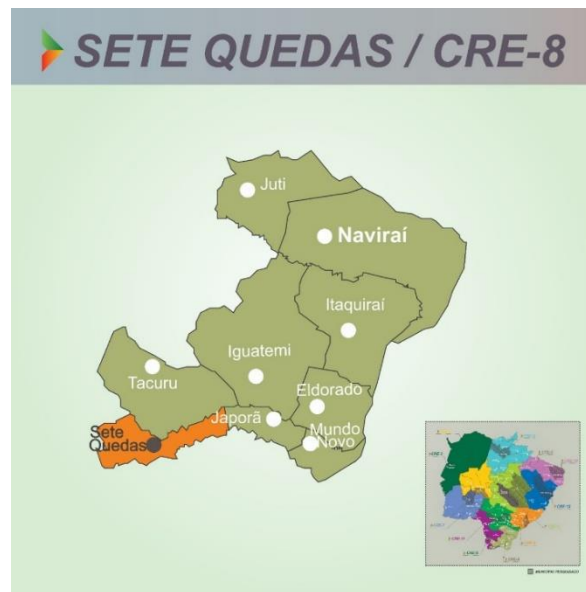 SETE QUEDAS / CRE-8
Juti
Naviraí
Itaquiraí
Iguatemi
Tacuru
Eldorado
Japorã
Mundo
Novo
Sete
Quedas